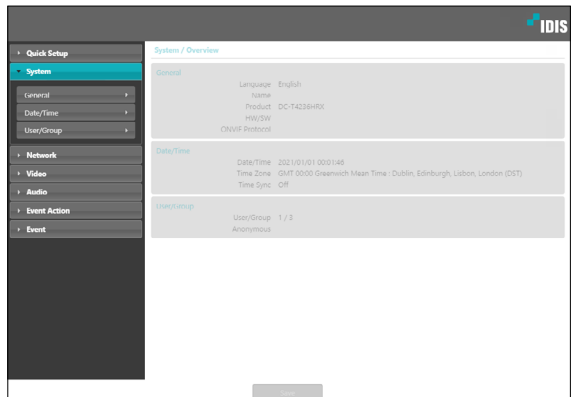 IDIS
Quick Setup
System
General
Date/Time
User/Group
Network
Video
Audio
Event Action
Event
System / Overview
General
Language English
Name
Product DC-T4236HRX
HW/SW
ONVIF Protocol
Date/Time
Date/Time 2021/01/01 00:01:46
Time Zone GMT 00:00 Greenwich Mean Time : Dublin, Edinburgh, Lisbon, London (DST)
Time Sync Off
User/Group
User/Group 1 / 3
Anonymous